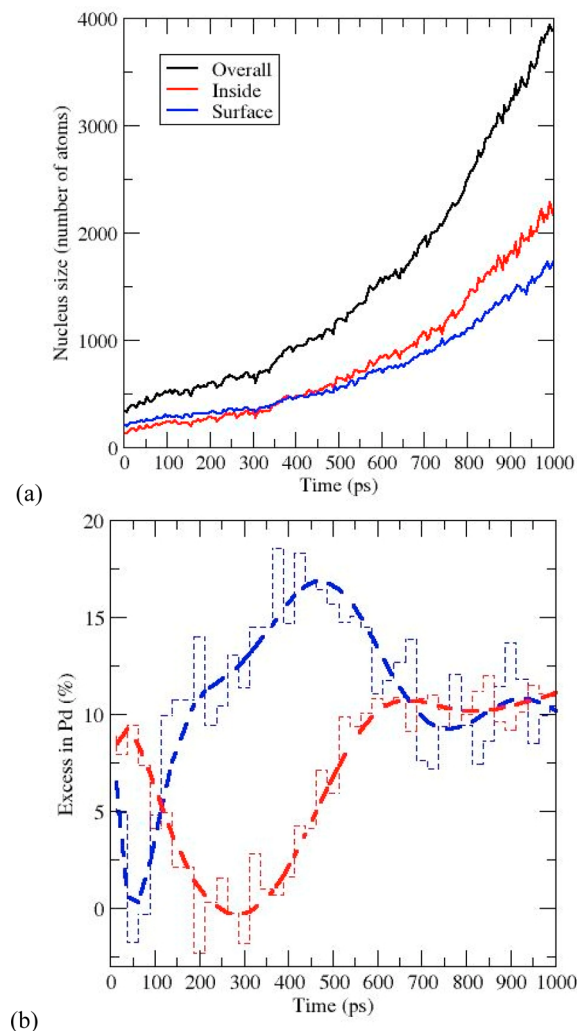 4000
3000
2000
1000
0
Nucleus size (number of atoms)
Overall
Inside
Surface
0 100 200 300 400 500 600 700 800 900 1000
Time (ps)
(a)
20
15
10
5
0
Excess in Pd (%)
0 100 200 300 400 500 600 700 800 900 1000
Time (ps)
(b)